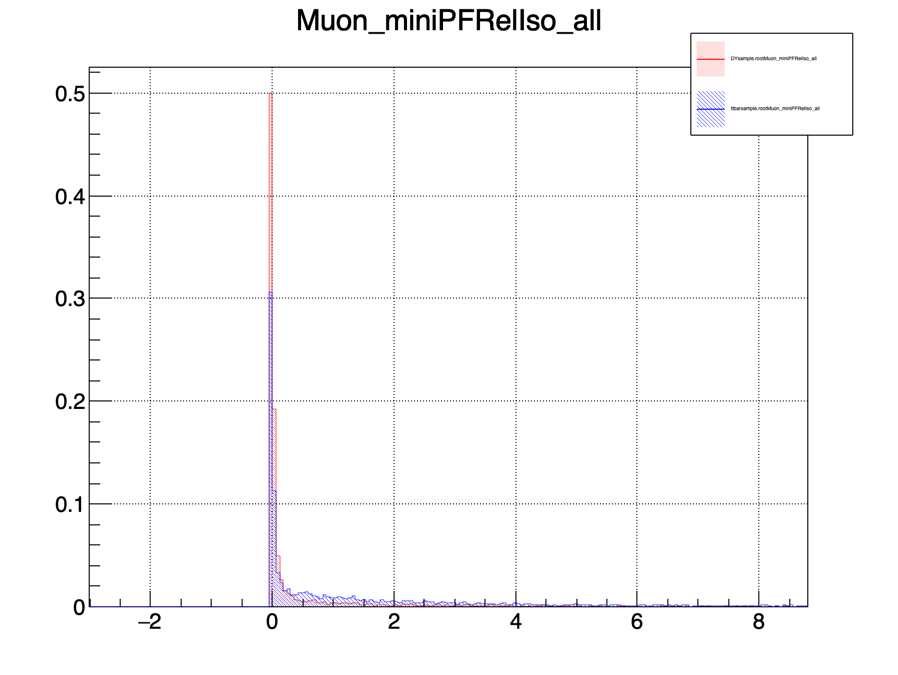 Muon_miniPFRelIso_all
DYsample.rootMuon_miniPFRelIso_all
ttbarsample.rootMuon_miniPFRelIso_all
0.5
0.4
0.3
0.2
0.1
0
−2 0 2 4 6 8